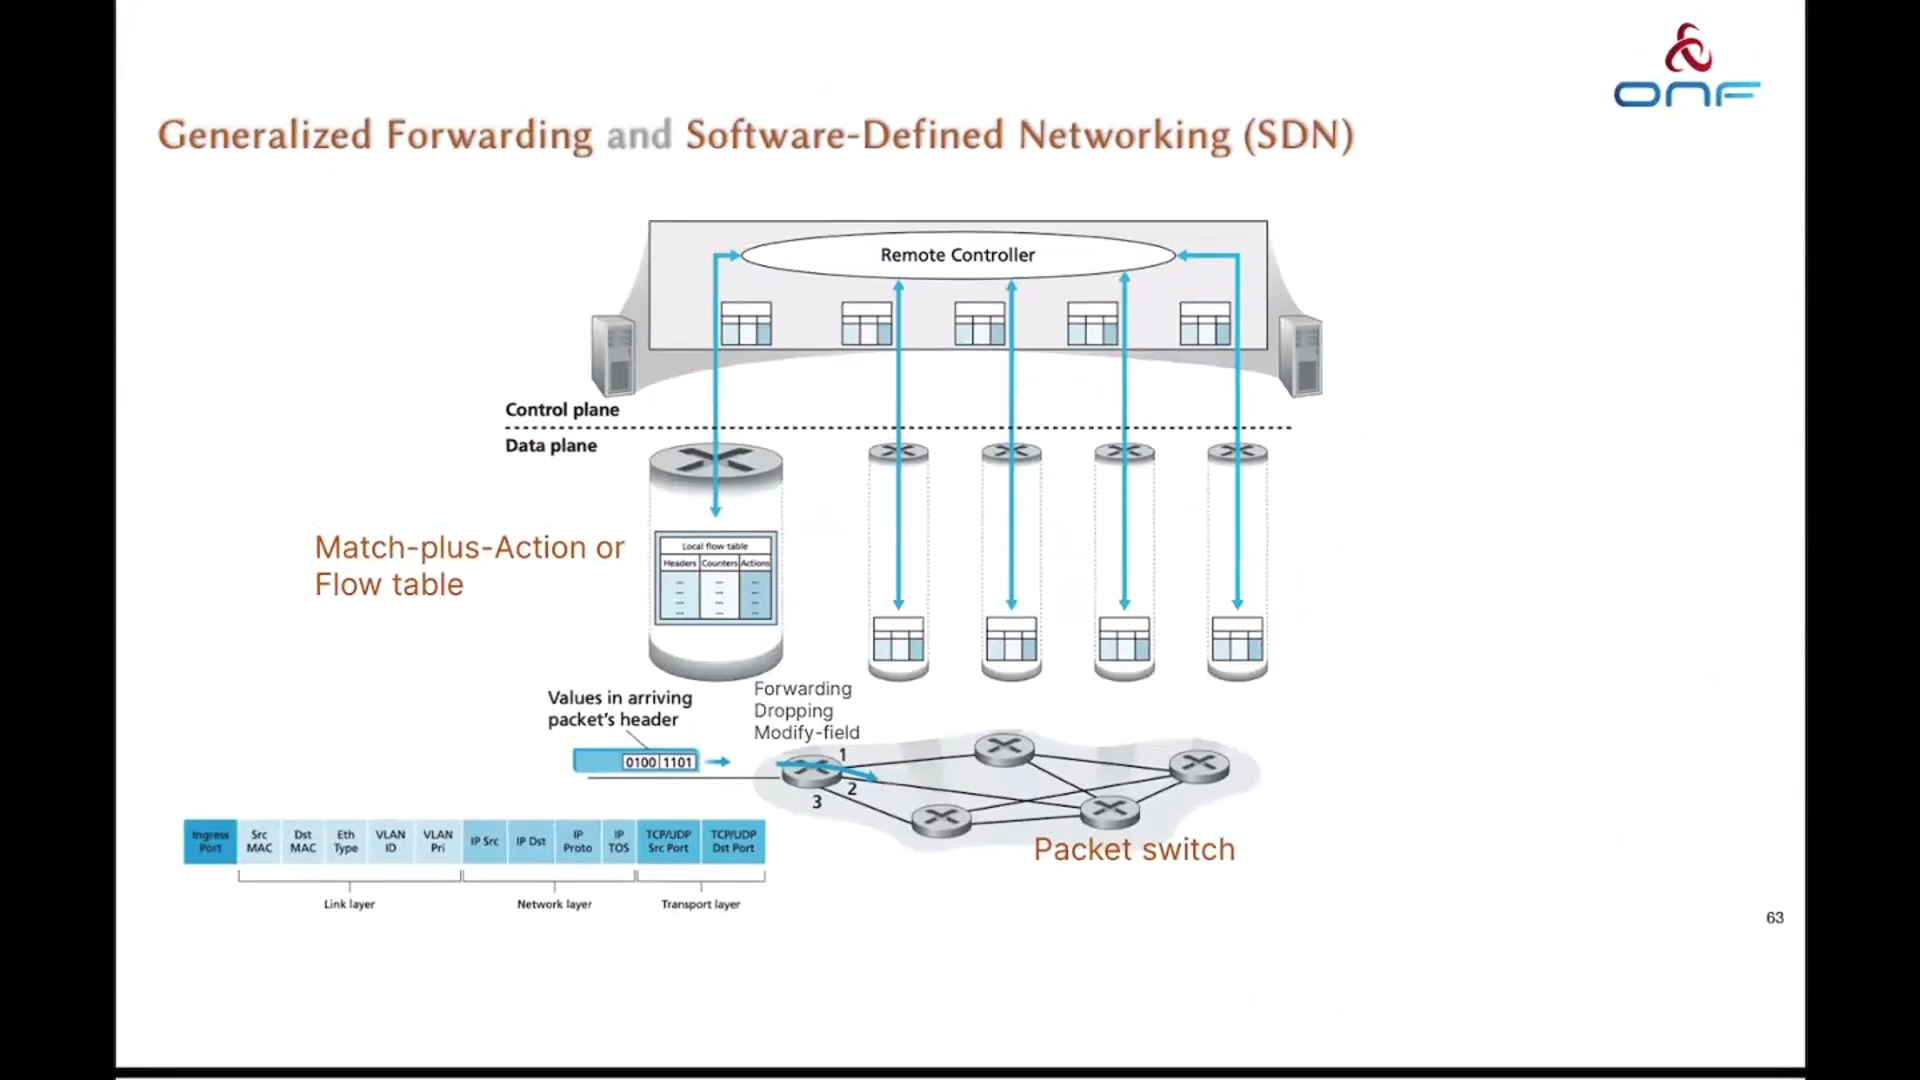 onF
Generalized Forwarding and Software-Defined Networking (SDN)
Remote Controller
Control plane
Data plane
Match-plus-Action or
Flow table
Local flow table
Headers Counters Actions
Values in arriving
packet's header
0100 1101
Forwarding
Dropping
Modify-field
1
2
3
Packet switch
Ingress
Port
Src
MAC
Dst
MAC
Eth
Type
VLAN
ID
VLAN
Pri
IP Src
IP Dst
IP
Proto
IP
TOS
TCP/UDP
Src Port
TCP/UDP
Dst Port
Link layer
Network layer
Transport layer
63